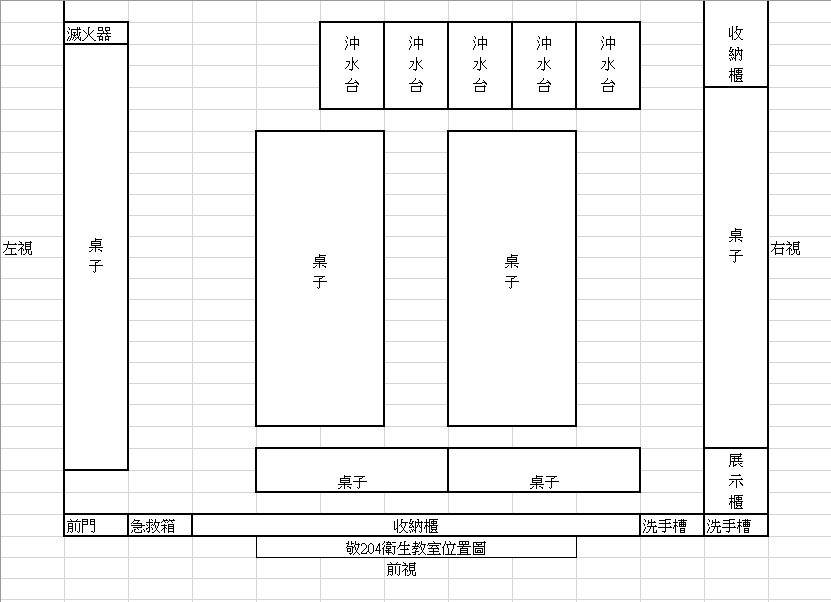 滅火器
沖水台
沖水台
沖水台
沖水台
沖水台
收納櫃
左視
桌子
桌子
桌子
桌子
右視
桌子
桌子
展示櫃
前門
急救箱
收納櫃
洗手槽
洗手槽
敬204衛生教室位置圖
前視